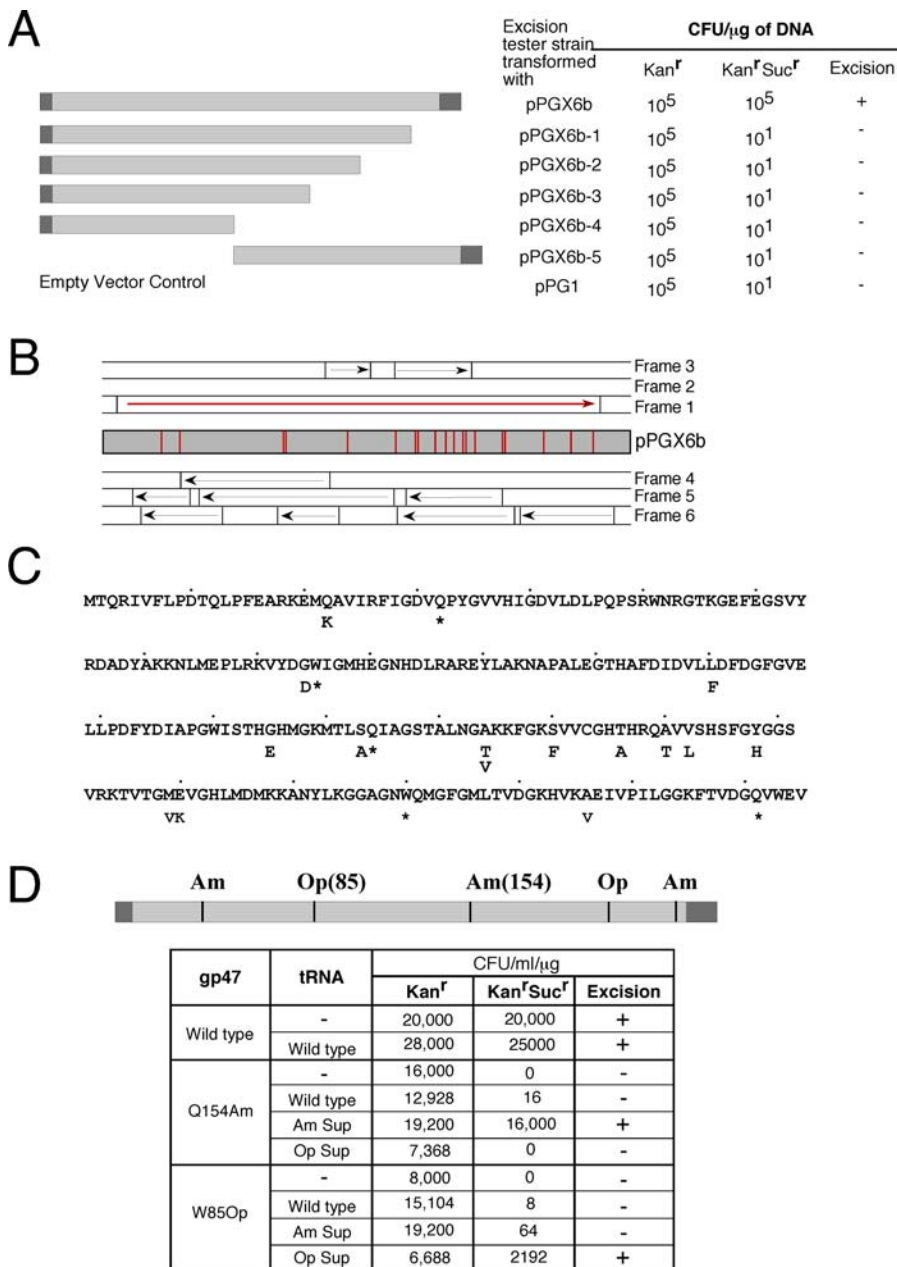 A
Excision tester strain transformed with
CFU/µg of DNA
Kanr
KanrSucr
Excision
pPGX6b 105 105 +
pPGX6b-1 105 101 -
pPGX6b-2 105 101 -
pPGX6b-3 105 101 -
pPGX6b-4 105 101 -
pPGX6b-5 105 101 -
Empty Vector Control
pPG1 105 101 -
B
Frame 3
Frame 2
Frame 1
pPGX6b
Frame 4
Frame 5
Frame 6
C
MTQRIVFLPDTQLPFEARKEMQAVIRFIGDVQPYGVVHIGDVLDLPQPSRWNRGTKGEFEGSVY
K *
RDADYAKKNLMEPLRKVYDGWIGMHEGNHDLRAREYLAKNAPALEGTHAFDIDVLLDFDGFGVE
D* F
LLPDFYDIAPGWISTHGHMGKMTLSQIAGSTALNGAKKFGKSVVCGHTHRQAVVSHSFGYGGS
E A* T F A T L H
V
VRKTVTGMEVGHLMDMKKANYLKGGAGNWQMGFGMLTVDGKHVKAEIVPILGGKFTVDGQVWEV
VK * V *
D
Am Op(85) Am(154) Op Am
gp47 tRNA CFU/ml/µg
Kanr KanrSucr Excision
Wild type - 20,000 20,000 +
Wild type 28,000 25000 +
Q154Am - 16,000 0 -
Wild type 12,928 16 -
Am Sup 19,200 16,000 +
Op Sup 7,368 0 -
W85Op - 8,000 0 -
Wild type 15,104 8 -
Am Sup 19,200 64 -
Op Sup 6,688 2192 +